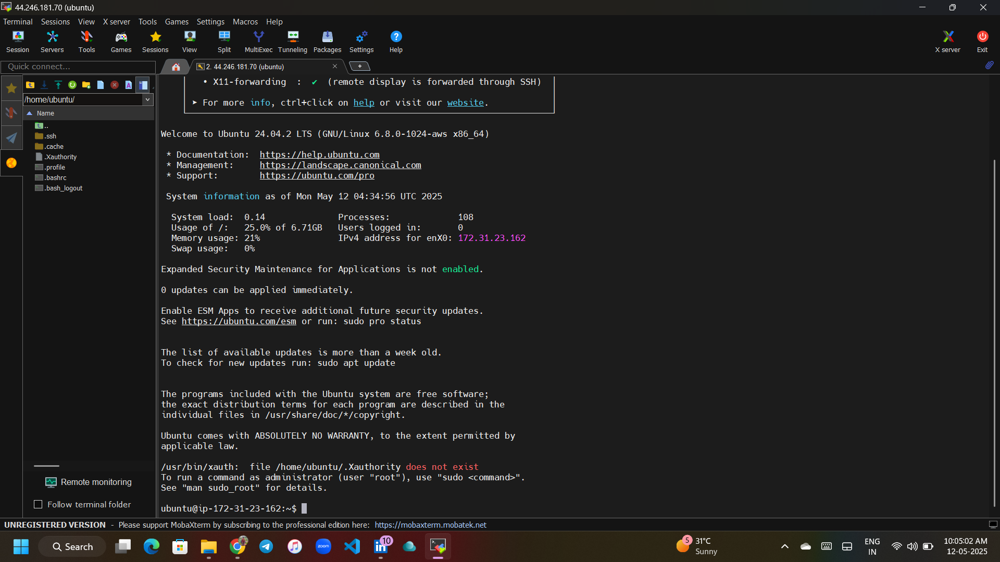 44.246.181.70 (ubuntu)
Terminal Sessions View X server Tools Games Settings Macros Help
Session Servers Tools Games Sessions View Split MultiExec Tunneling Packages Settings Help X server Exit
Quick connect...
2. 44.246.181.70 (ubuntu)
/home/ubuntu/
Name
..
.ssh
.cache
.Xauthority
.profile
.bashrc
.bash_logout
Remote monitoring
Follow terminal folder
• X11-forwarding : ✔ (remote display is forwarded through SSH)
➤ For more info, ctrl+click on help or visit our website.
Welcome to Ubuntu 24.04.2 LTS (GNU/Linux 6.8.0-1024-aws x86_64)
* Documentation: https://help.ubuntu.com
* Management: https://landscape.canonical.com
* Support: https://ubuntu.com/pro
System information as of Mon May 12 04:34:56 UTC 2025
System load: 0.14 Processes: 108
Usage of /: 25.0% of 6.71GB Users logged in: 0
Memory usage: 21% IPv4 address for enX0: 172.31.23.162
Swap usage: 0%
Expanded Security Maintenance for Applications is not enabled.
0 updates can be applied immediately.
Enable ESM Apps to receive additional future security updates.
See https://ubuntu.com/esm or run: sudo pro status
The list of available updates is more than a week old.
To check for new updates run: sudo apt update
The programs included with the Ubuntu system are free software;
the exact distribution terms for each program are described in the
individual files in /usr/share/doc/*/copyright.
Ubuntu comes with ABSOLUTELY NO WARRANTY, to the extent permitted by
applicable law.
/usr/bin/xauth: file /home/ubuntu/.Xauthority does not exist
To run a command as administrator (user "root"), use "sudo <command>".
See "man sudo_root" for details.
ubuntu@ip-172-31-23-162:~$
UNREGISTERED VERSION - Please support MobaXterm by subscribing to the professional edition here: https://mobaxterm.mobatek.net
Search
zoom
10
5
31°C
Sunny
ENG
IN
10:05:02 AM
12-05-2025